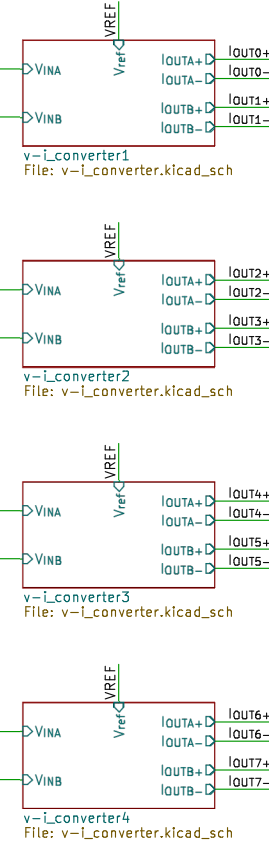 VREF
Vref
VINA
VINB
IOUTA+
IOUTA-
IOUTB+
IOUTB-
IOUT0+
IOUT0-
IOUT1+
IOUT1-
v-i_converter1
File: v-i_converter.kicad_sch
VREF
Vref
VINA
VINB
IOUTA+
IOUTA-
IOUTB+
IOUTB-
IOUT2+
IOUT2-
IOUT3+
IOUT3-
v-i_converter2
File: v-i_converter.kicad_sch
VREF
Vref
VINA
VINB
IOUTA+
IOUTA-
IOUTB+
IOUTB-
IOUT4+
IOUT4-
IOUT5+
IOUT5-
v-i_converter3
File: v-i_converter.kicad_sch
VREF
Vref
VINA
VINB
IOUTA+
IOUTA-
IOUTB+
IOUTB-
IOUT6+
IOUT6-
IOUT7+
IOUT7-
v-i_converter4
File: v-i_converter.kicad_sch